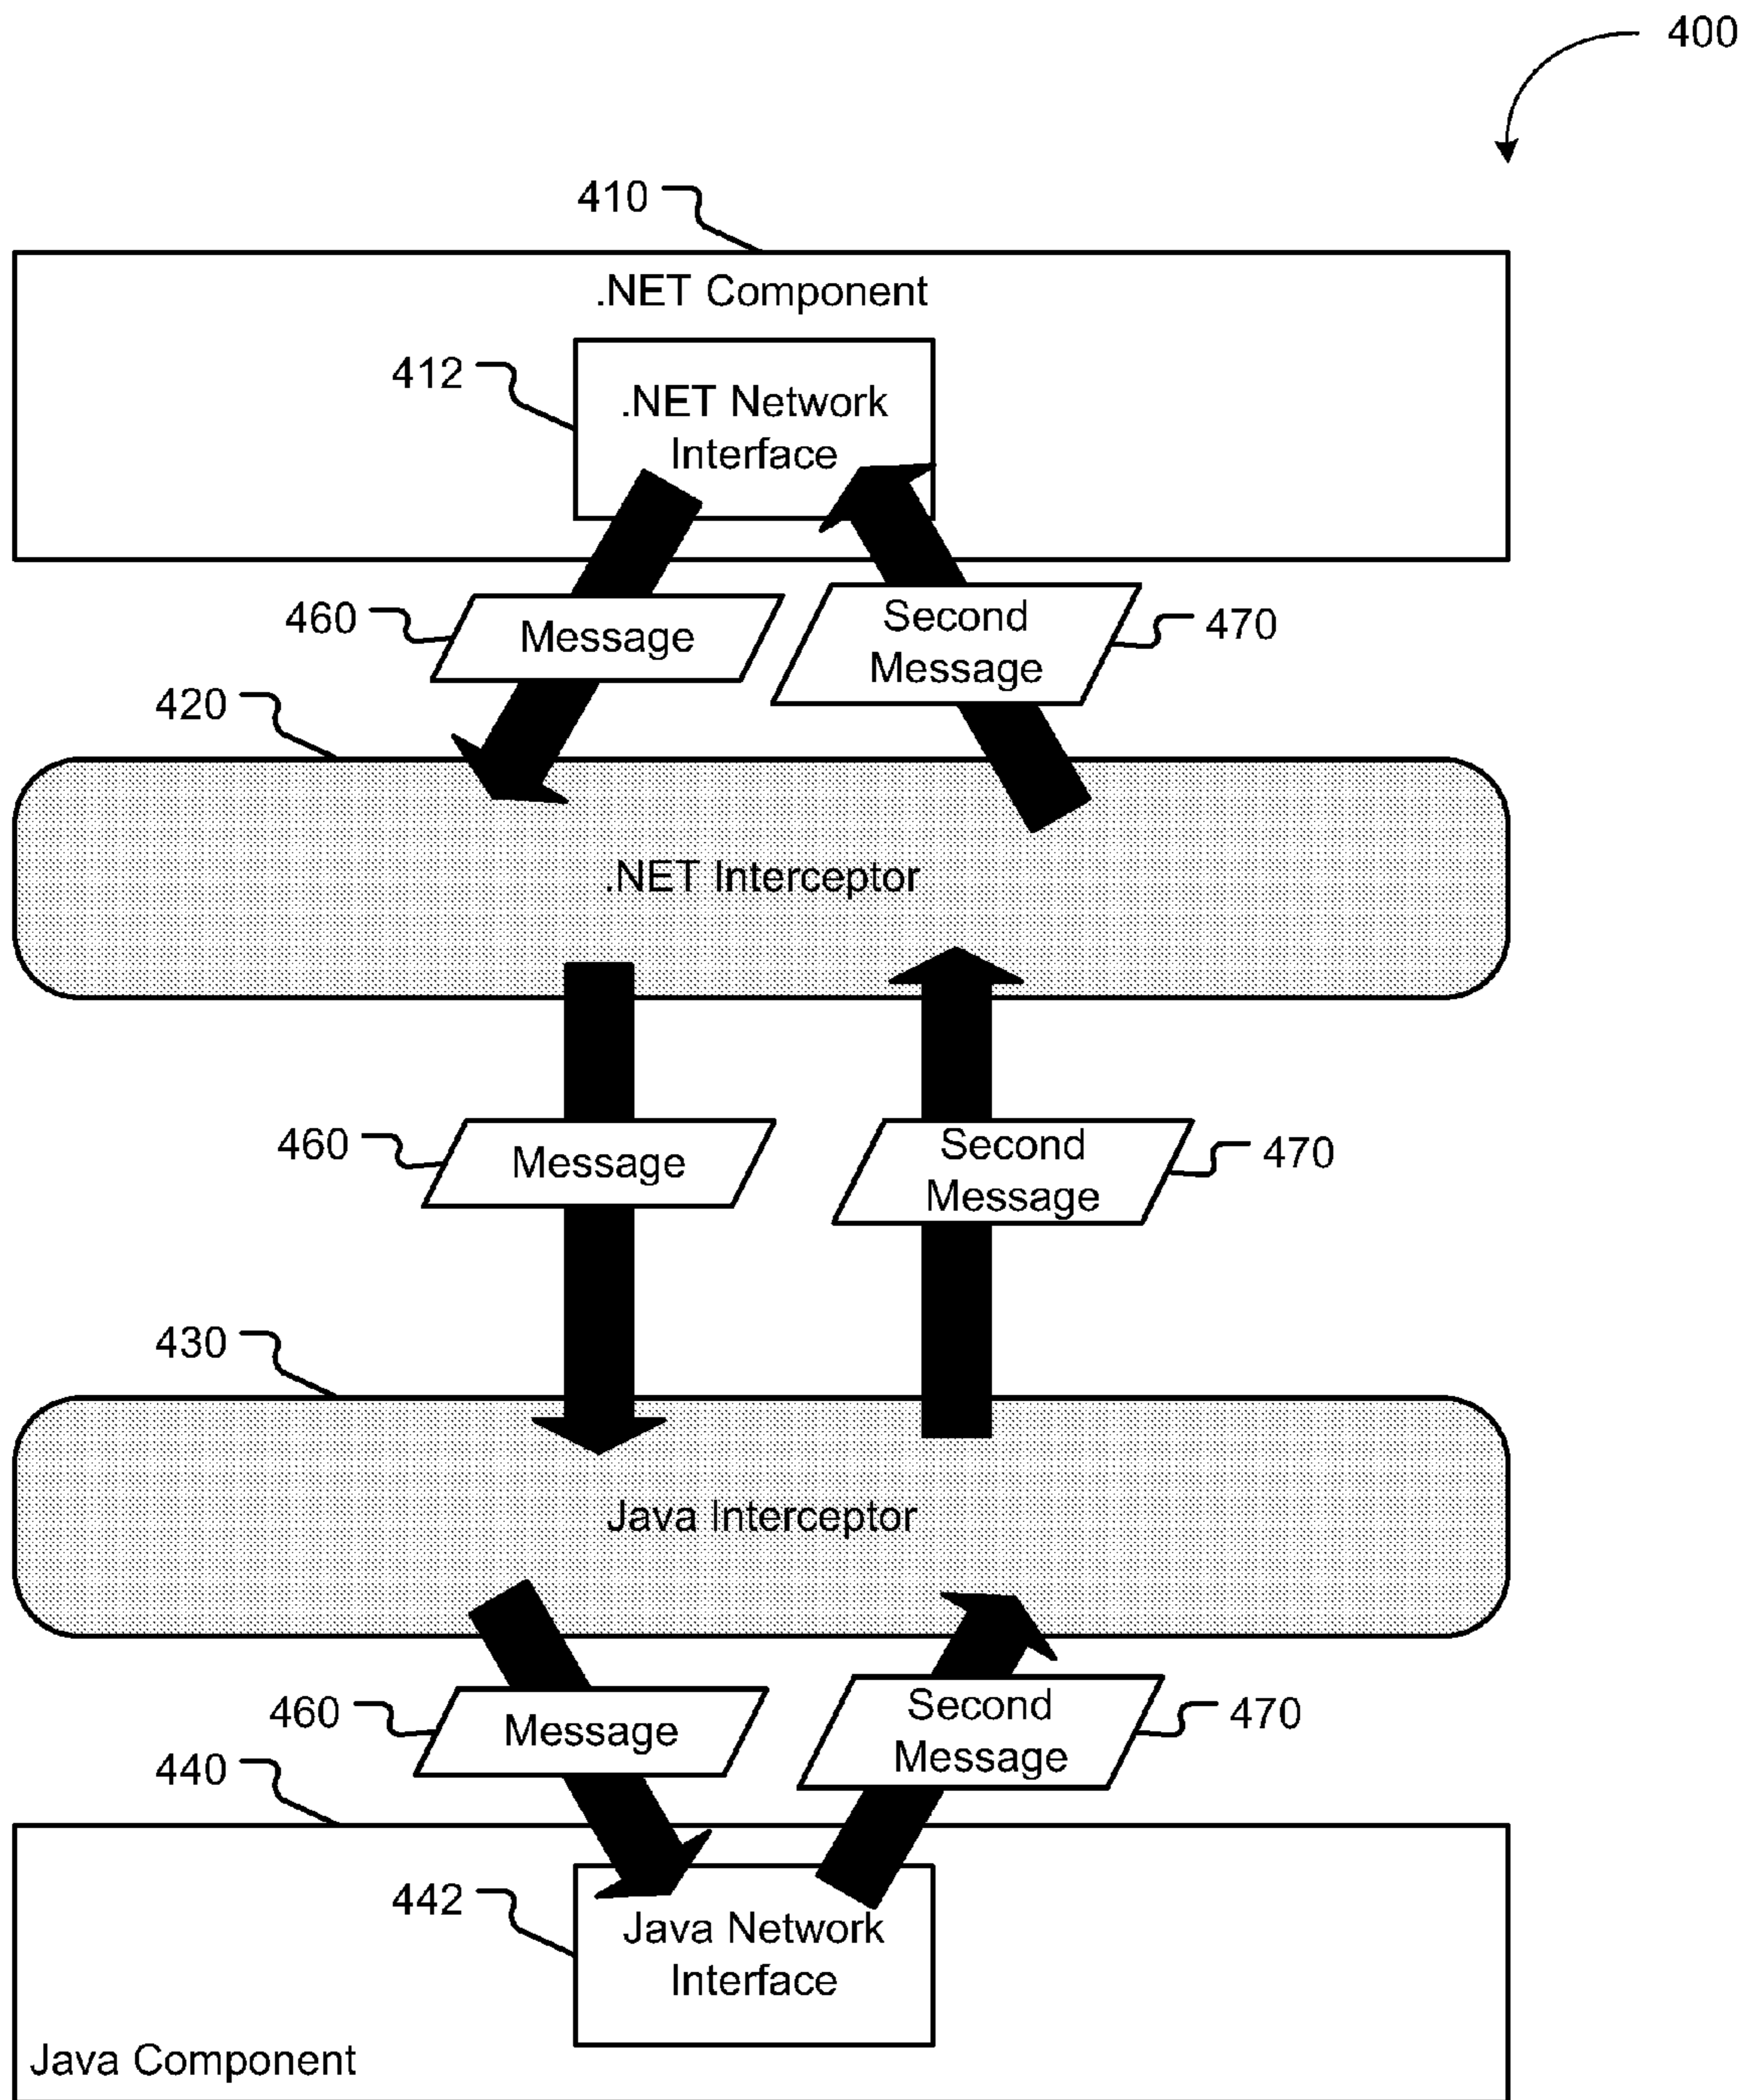 400
410
.NET Component
412
.NET Network
Interface
460
Message
Second
Message
470
420
.NET Interceptor
460
Message
Second
Message
470
430
Java Interceptor
460
Message
Second
Message
470
440
442
Java Network
Interface
Java Component